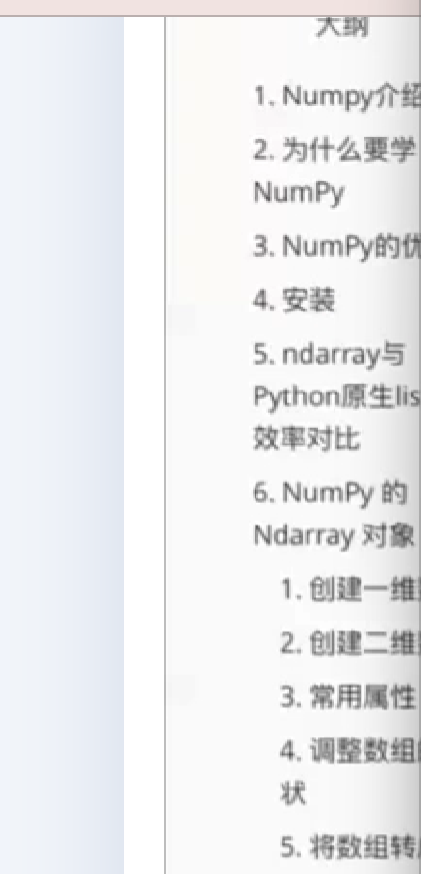 大纲
1. Numpy介绍
2. 为什么要学
NumPy
3. NumPy的优
4. 安装
5. ndarray与
Python原生lis
效率对比
6. NumPy 的
Ndarray 对象
1. 创建一维
2. 创建二维
3. 常用属性
4. 调整数组
状
5. 将数组转